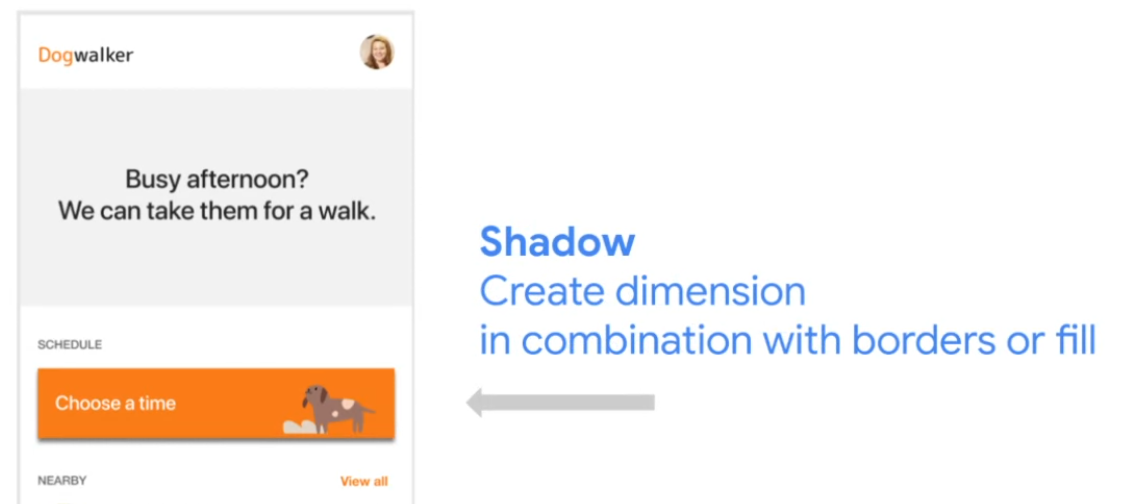 Dogwalker
Busy afternoon?
We can take them for a walk.
SCHEDULE
Choose a time
NEARBY
View all
Shadow
Create dimension
in combination with borders or fill